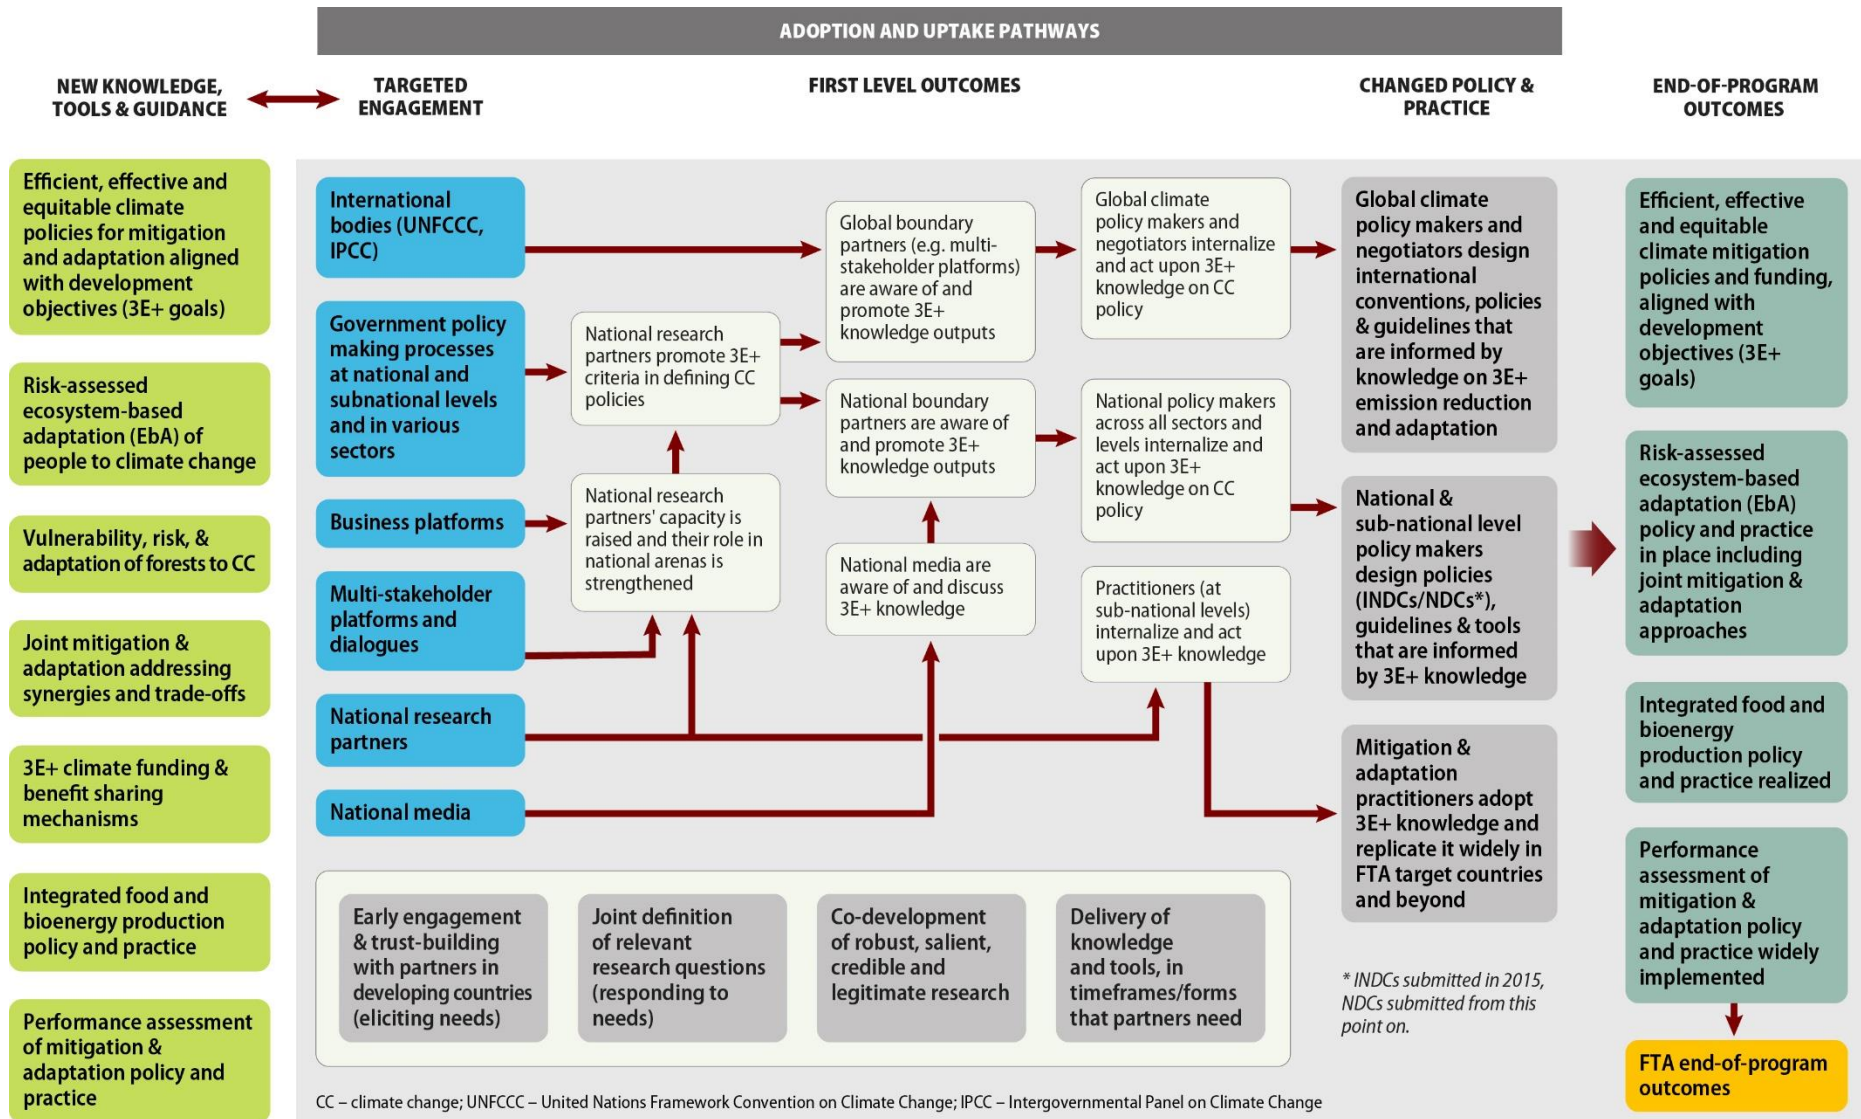 ADOPTION AND UPTAKE PATHWAYS
NEW KNOWLEDGE,
TOOLS & GUIDANCE
TARGETED
ENGAGEMENT
FIRST LEVEL OUTCOMES
CHANGED POLICY &
PRACTICE
END-OF-PROGRAM
OUTCOMES
Efficient, effective and
equitable climate
policies for mitigation
and adaptation aligned
with development
objectives (3E+ goals)
Risk-assessed
ecosystem-based
adaptation (EbA) of
people to climate change
Vulnerability, risk, &
adaptation of forests to CC
Joint mitigation &
adaptation addressing
synergies and trade-offs
3E+ climate funding &
benefit sharing
mechanisms
Integrated food and
bioenergy production
policy and practice
Performance assessment
of mitigation &
adaptation policy and
practice
International
bodies (UNFCCC,
IPCC)
Government policy
making processes
at national and
subnational levels
and in various
sectors
Business platforms
Multi-stakeholder
platforms and
dialogues
National research
partners
National media
National research
partners promote 3E+
criteria in defining CC
policies
National research
partners' capacity is
raised and their role in
national arenas is
strengthened
Global boundary
partners (e.g. multi-
stakeholder platforms)
are aware of and
promote 3E+
knowledge outputs
National boundary
partners are aware of
and promote 3E+
knowledge outputs
National media are
aware of and discuss
3E+ knowledge
Global climate
policy makers and
negotiators internalize
and act upon 3E+
knowledge on CC
policy
National policy makers
across all sectors and
levels internalize and
act upon 3E+
knowledge on CC
policy
Practitioners (at
sub-national levels)
internalize and act
upon 3E+ knowledge
Global climate
policy makers and
negotiators design
international
conventions, policies
& guidelines that
are informed by
knowledge on 3E+
emission reduction
and adaptation
National &
sub-national level
policy makers
design policies
(INDCs/NDCs*),
guidelines & tools
that are informed
by 3E+ knowledge
Mitigation &
adaptation
practitioners adopt
3E+ knowledge and
replicate it widely in
FTA target countries
and beyond
* INDCs submitted in 2015,
NDCs submitted from this
point on.
Efficient, effective
and equitable
climate mitigation
policies and funding,
aligned with
development
objectives (3E+
goals)
Risk-assessed
ecosystem-based
adaptation (EbA)
policy and practice
in place including
joint mitigation &
adaptation
approaches
Integrated food and
bioenergy
production policy
and practice realized
Performance
assessment of
mitigation &
adaptation policy
and practice widely
implemented
FTA end-of-program
outcomes
Early engagement
& trust-building
with partners in
developing countries
(eliciting needs)
Joint definition
of relevant
research questions
(responding to
needs)
Co-development
of robust, salient,
credible and
legitimate research
Delivery of
knowledge
and tools, in
timeframes/forms
that partners need
CC – climate change; UNFCCC – United Nations Framework Convention on Climate Change; IPCC – Intergovernmental Panel on Climate Change